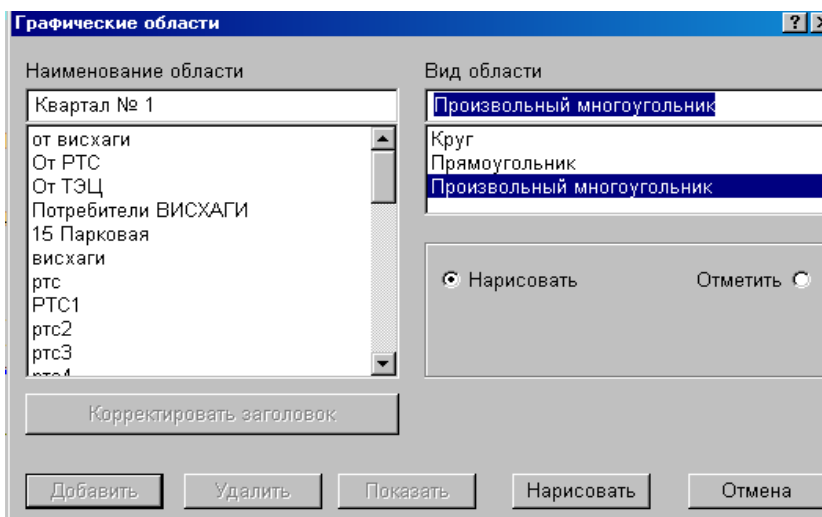 Графические области
Наименование области
Квартал № 1
от висхаги
От РТС
От ТЭЦ
Потребители ВИСХАГИ
15 Парковая
висхаги
ртс
РТС1
ртс2
ртс3
ртс4
Корректировать заголовок
Вид области
Произвольный многоугольник
Круг
Прямоугольник
Произвольный многоугольник
Нарисовать Отметить
Добавить Удалить Показать Нарисовать Отмена